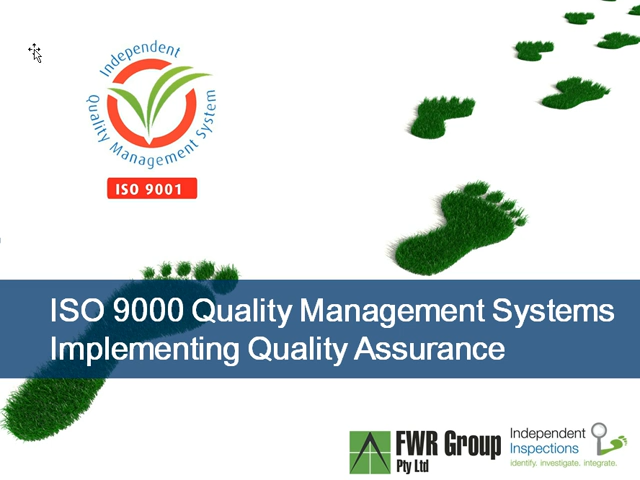 Independent
Quality Management System
ISO 9001
ISO 9000 Quality Management Systems
Implementing Quality Assurance
FWR Group
Pty Ltd
Independent
Inspections
identify. investigate. integrate.